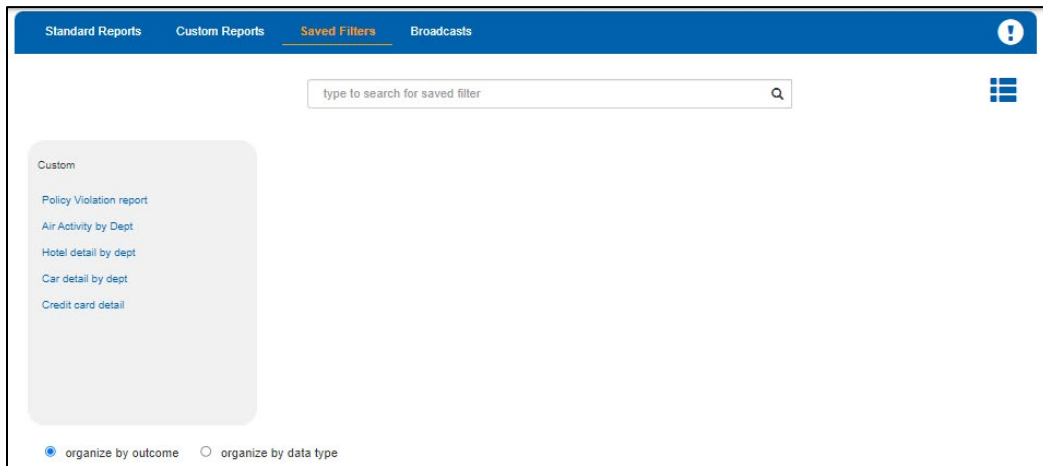 Standard Reports Custom Reports Saved Filters Broadcasts
type to search for saved filter
Custom
Policy Violation report
Air Activity by Dept
Hotel detail by dept
Car detail by dept
Credit card detail
organize by outcome organize by data type